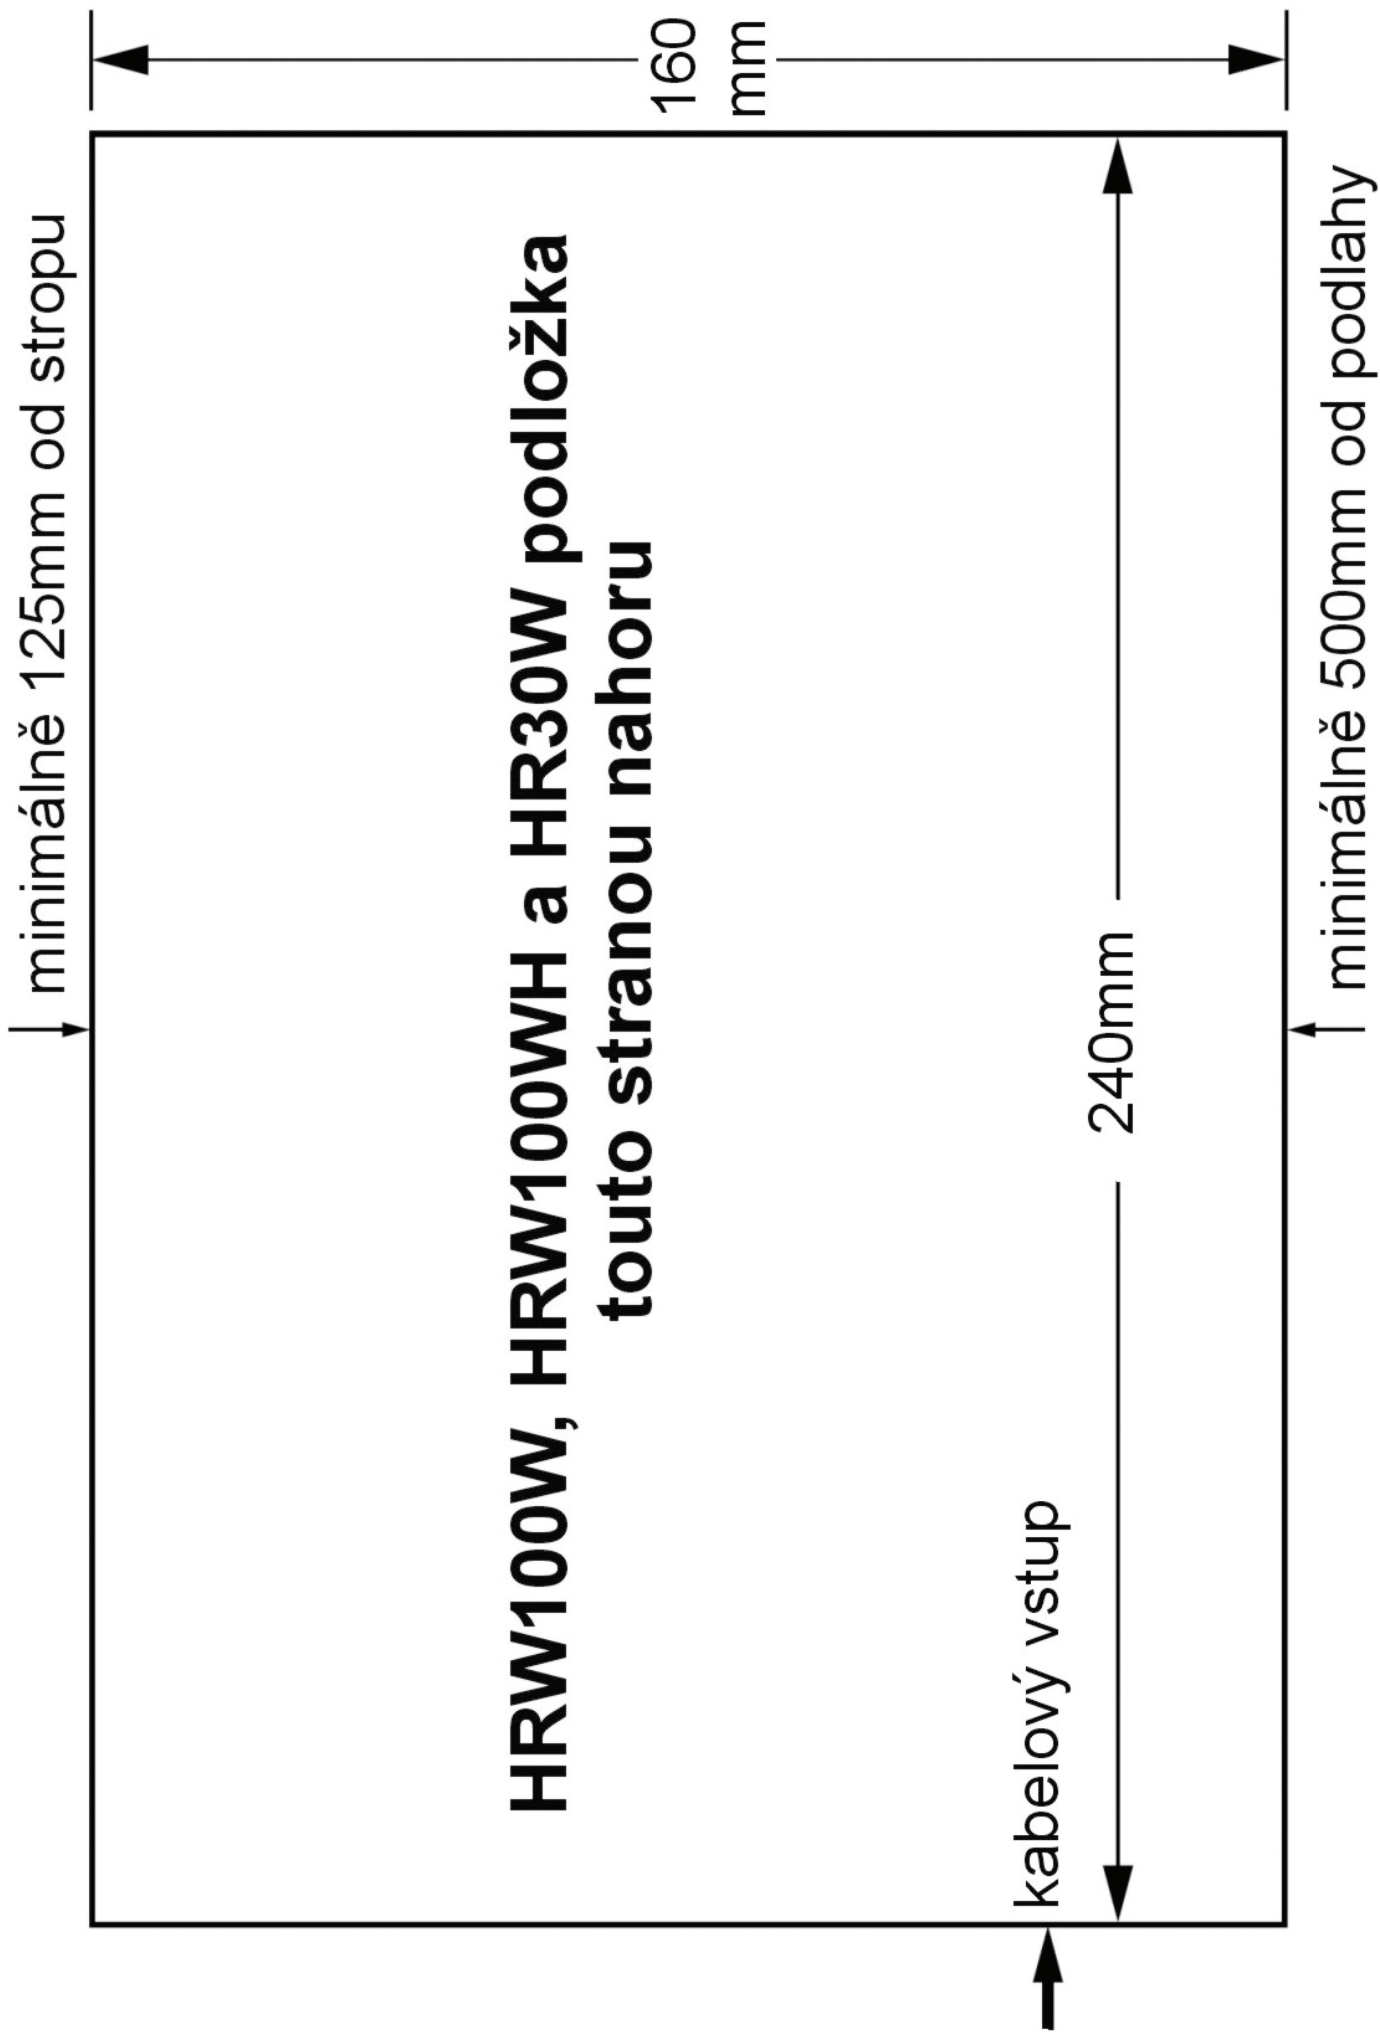 minimálně 125mm od stropu
HRW100W, HRW100WH a HR30W podložka
touto stranou nahoru
160
mm
kabelový vstup
240mm
minimálně 500mm od podlahy